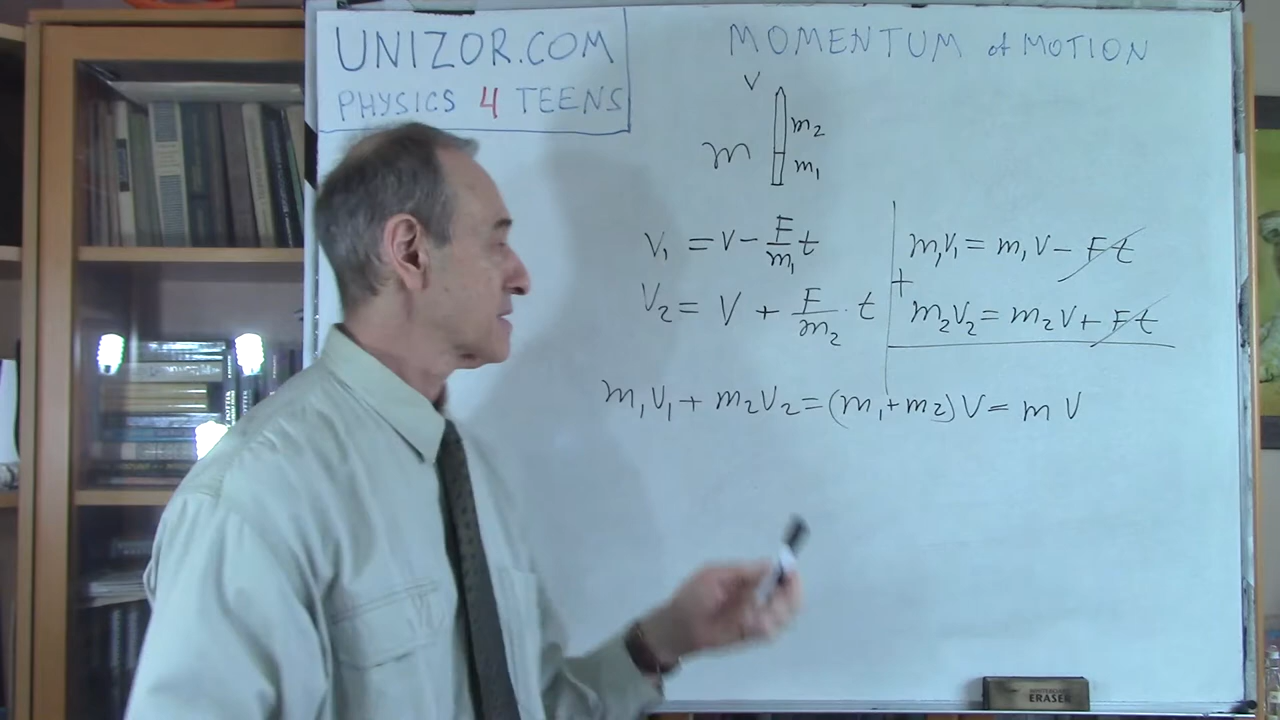 UNIZOR.COM
PHYSICS 4 TEENS
MOMENTUM of MOTION
V
m₂
m
m₁
V₁ = V - F/m₁ t
m₁V₁ = m₁V - Ft
+
V₂ = V + F/m₂ · t
m₂V₂ = m₂V + Ft
m₁V₁ + m₂V₂ = (m₁+m₂)V = mV
ERASER